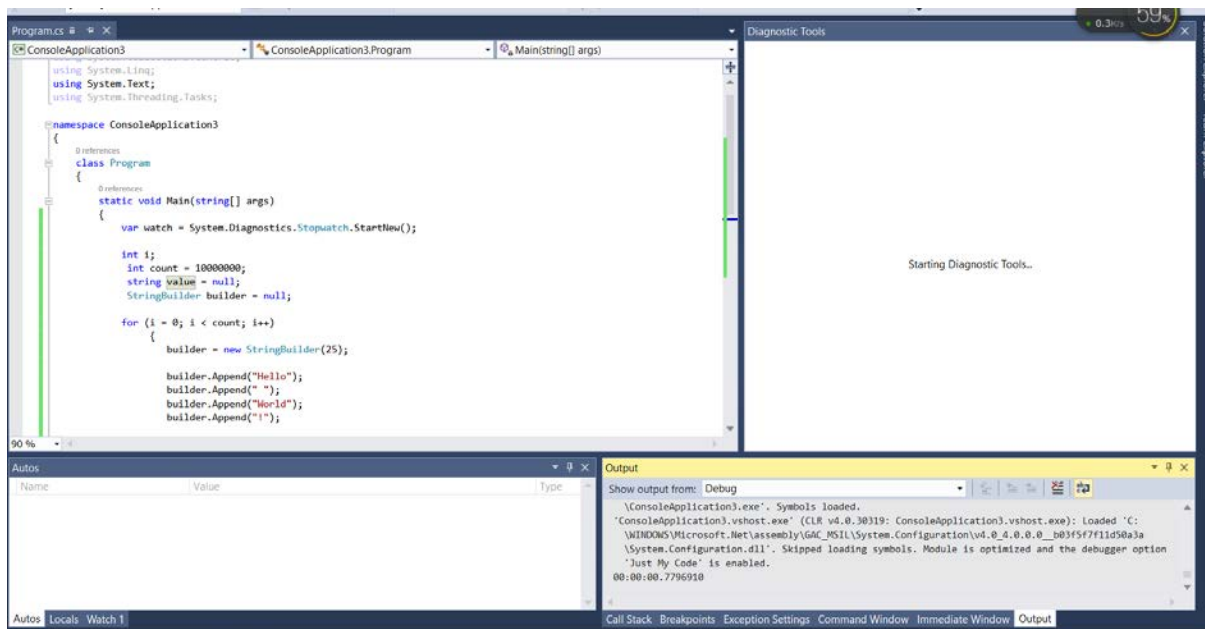 59%
0.3K/s
Program.cs
ConsoleApplication3
ConsoleApplication3.Program
Main(string[] args)
using System.Linq;
using System.Text;
using System.Threading.Tasks;
namespace ConsoleApplication3
{
0 references
class Program
{
0 references
static void Main(string[] args)
{
var watch = System.Diagnostics.Stopwatch.StartNew();
int i;
int count = 10000000;
string value = null;
StringBuilder builder = null;
for (i = 0; i < count; i++)
{
builder = new StringBuilder(25);
builder.Append("Hello");
builder.Append(" ");
builder.Append("World");
builder.Append("!");
90 %
Diagnostic Tools
Starting Diagnostic Tools...
Autos
Name Value Type
Autos Locals Watch 1
Output
Show output from: Debug
\ConsoleApplication3.exe'. Symbols loaded.
'ConsoleApplication3.vshost.exe' (CLR v4.0.30319: ConsoleApplication3.vshost.exe): Loaded 'C:
\WINDOWS\Microsoft.Net\assembly\GAC_MSIL\System.Configuration\v4.0_4.0.0.0__b03f5f7f11d50a3a
\System.Configuration.dll'. Skipped loading symbols. Module is optimized and the debugger option
'Just My Code' is enabled.
00:00:00.7796910
Call Stack Breakpoints Exception Settings Command Window Immediate Window Output